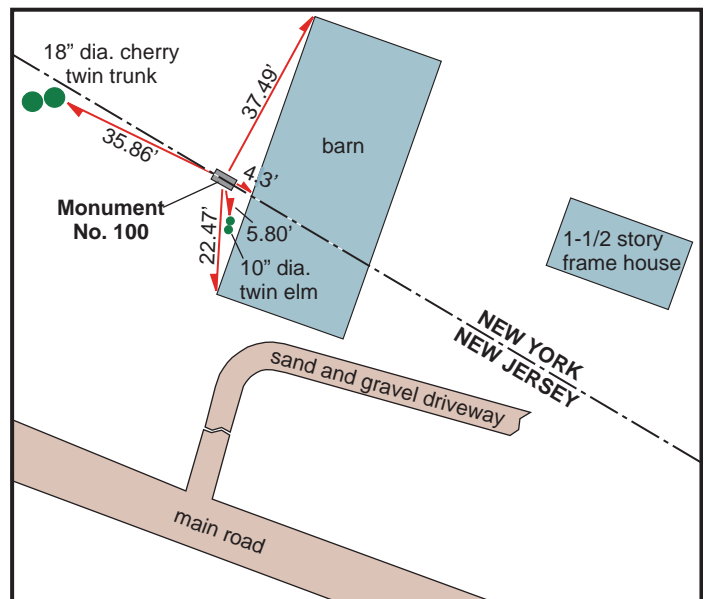 18” dia. cherry
twin trunk
37.49’
barn
35.86’
4.3’
Monument
No. 100
22.47’
5.80’
10” dia.
twin elm
1-1/2 story
frame house
NEW YORK
NEW JERSEY
sand and gravel driveway
main road